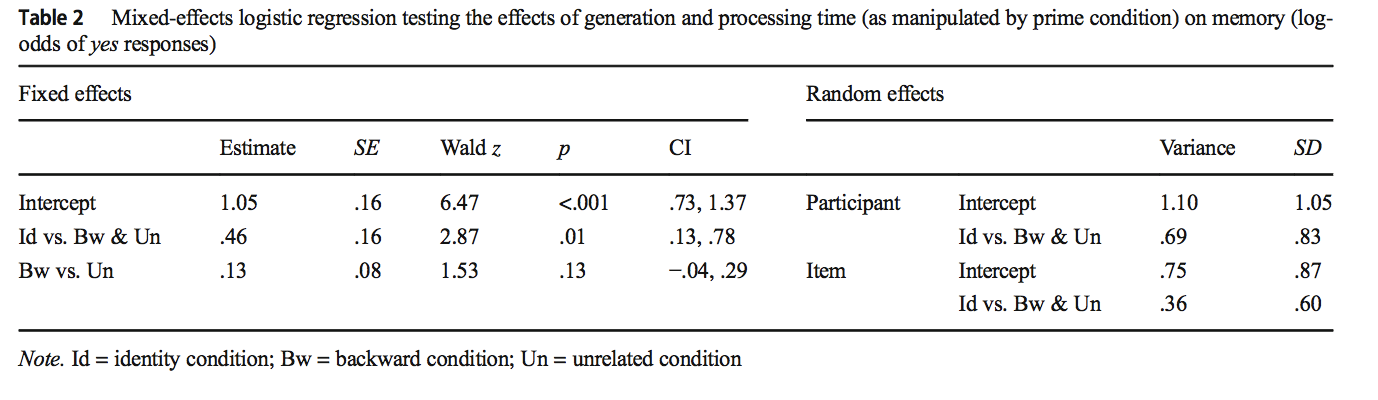 Table 2 Mixed-effects logistic regression testing the effects of generation and processing time (as manipulated by prime condition) on memory (log-
odds of yes responses)
Fixed effects Random effects
Estimate SE Wald z p CI Variance SD
Intercept 1.05 .16 6.47 <.001 .73, 1.37 Participant Intercept 1.10 1.05
Id vs. Bw & Un .46 .16 2.87 .01 .13, .78 Id vs. Bw & Un .69 .83
Bw vs. Un .13 .08 1.53 .13 −.04, .29 Item Intercept .75 .87
Id vs. Bw & Un .36 .60
Note. Id = identity condition; Bw = backward condition; Un = unrelated condition